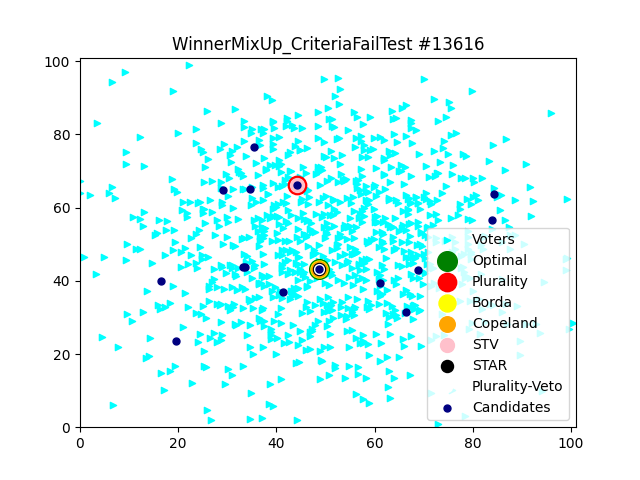 WinnerMixUp_CriteriaFailTest #13616
100
80
60
40
20
0
0
20
40
60
80
100
Voters
Optimal
Plurality
Borda
Copeland
STV
STAR
Plurality-Veto
Candidates